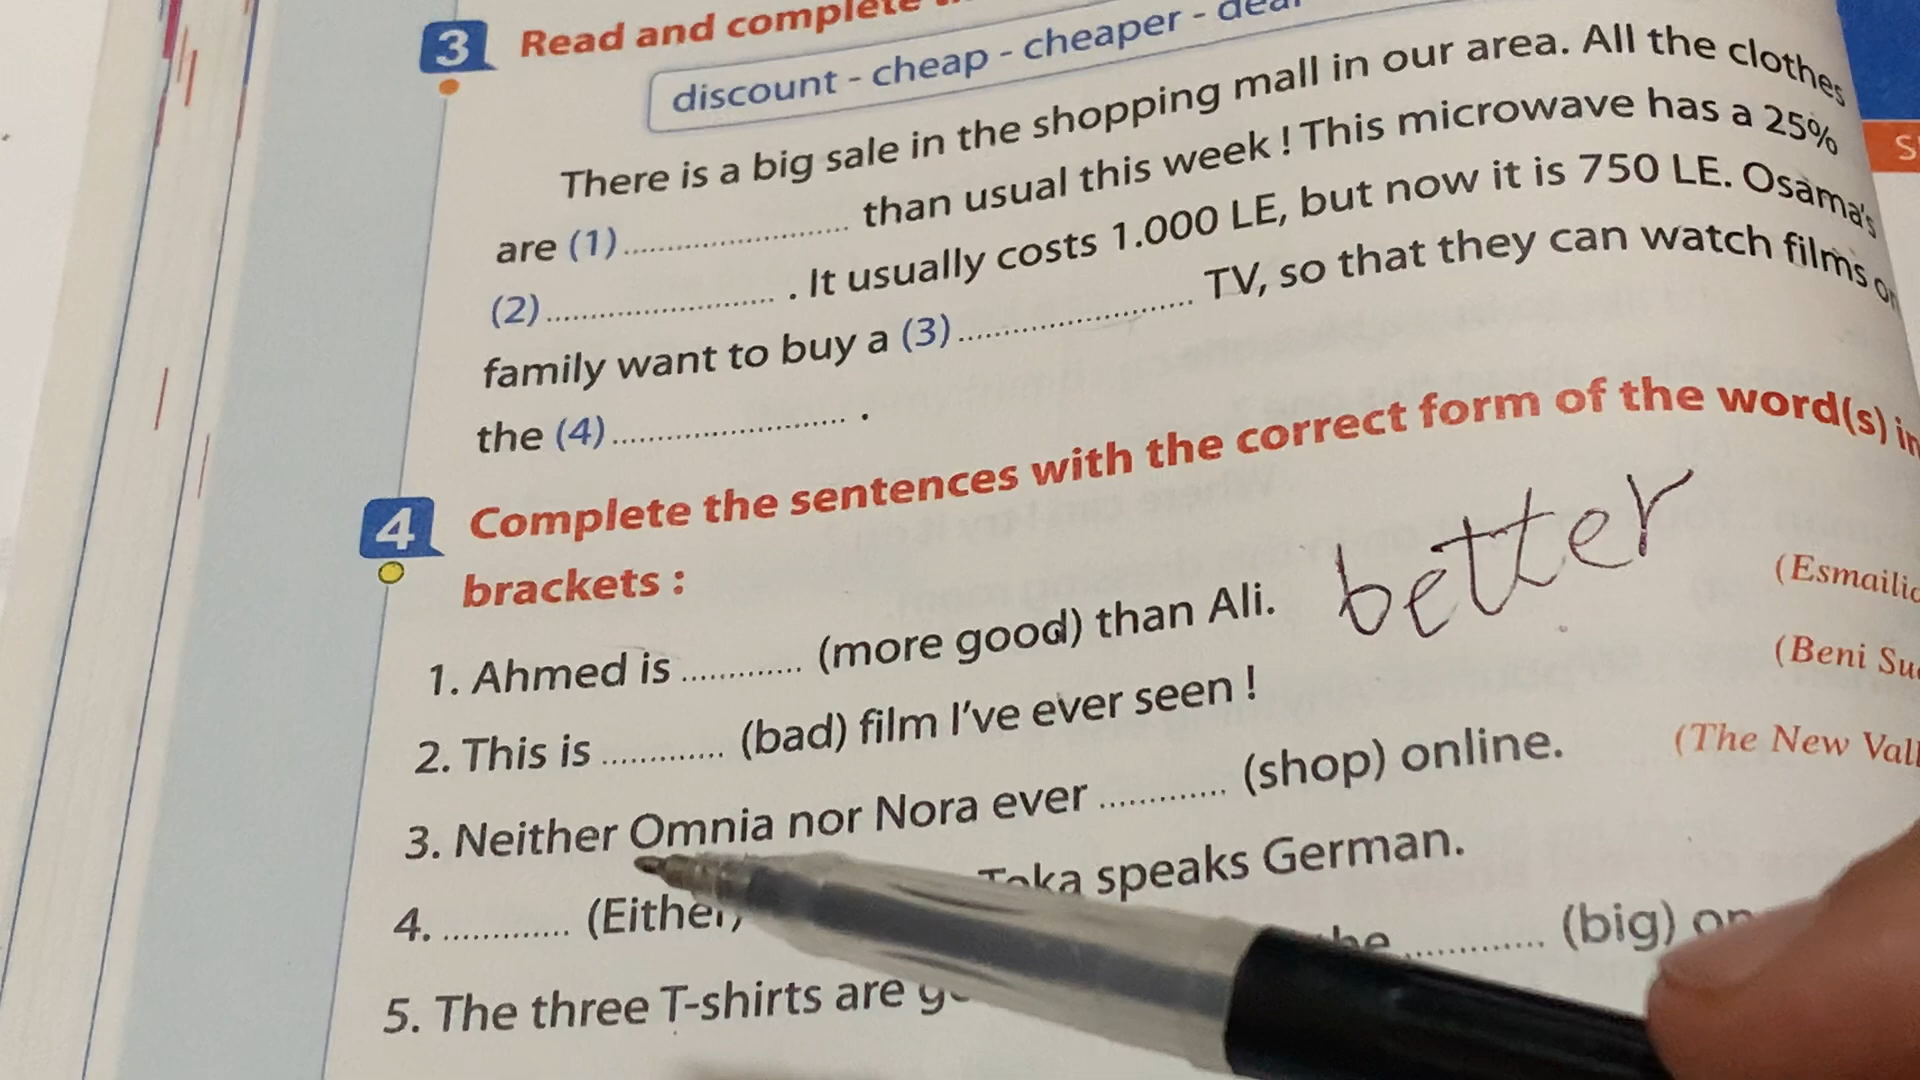 3 Read and complete
discount - cheap - cheaper -
There is a big sale in the shopping mall in our area. All the clothes
are (1) .............. than usual this week ! This microwave has a 25%
(2) .............. . It usually costs 1.000 LE, but now it is 750 LE. Osama's
family want to buy a (3) .............. TV, so that they can watch films on
the (4) .............. .
4 Complete the sentences with the correct form of the word(s) in
brackets :
1. Ahmed is ............ (more good) than Ali. better
2. This is ............ (bad) film I've ever seen !
(Beni
3. Neither Omnia nor Nora ever ............ (shop) online.
(The New
4. ............ (Either) Toka speaks German.
5. The three T-shirts are ............ (big)